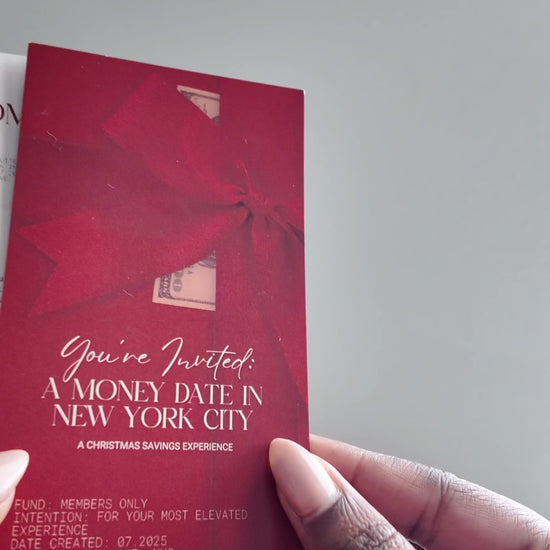 You're Invited:
A MONEY DATE IN
NEW YORK CITY
A CHRISTMAS SAVINGS EXPERIENCE
FUND: MEMBERS ONLY
INTENTION: FOR YOUR MOST ELEVATED
EXPERIENCE
DATE CREATED: 07.2025